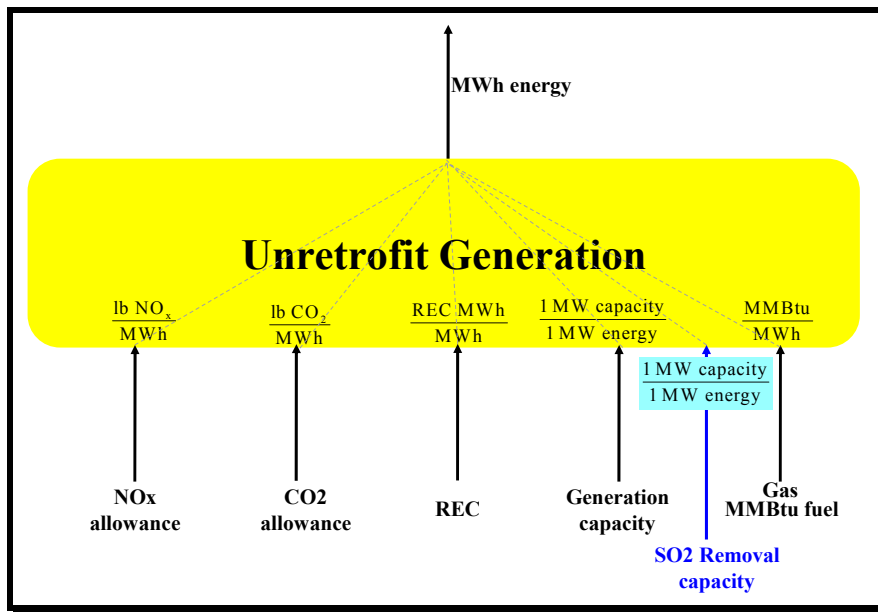 MWh energy
Unretrofit Generation
lb NOx
MWh
lb CO2
MWh
REC MWh
MWh
1 MW capacity
1 MW energy
MMBtu
MWh
1 MW capacity
1 MW energy
NOx
allowance
CO2
allowance
REC
Generation
capacity
Gas
MMBtu fuel
SO2 Removal
capacity